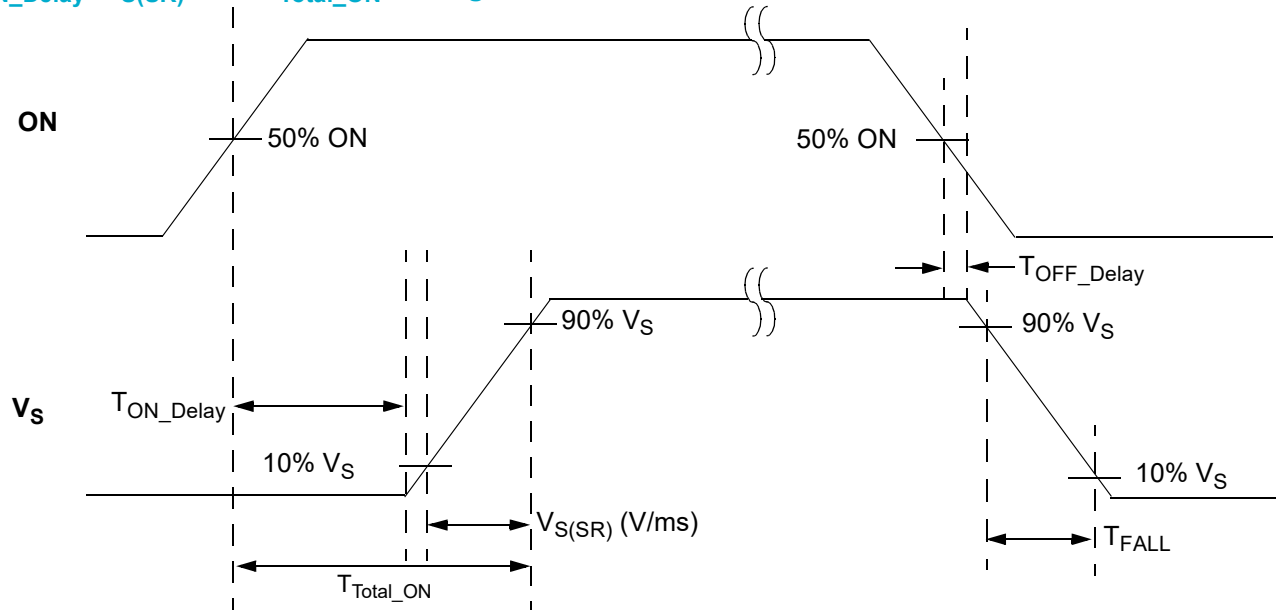 ON
50% ON
50% ON
T_OFF_Delay
90% V_S
90% V_S
V_S
T_ON_Delay
10% V_S
10% V_S
V_S(SR) (V/ms)
T_FALL
T_Total_ON